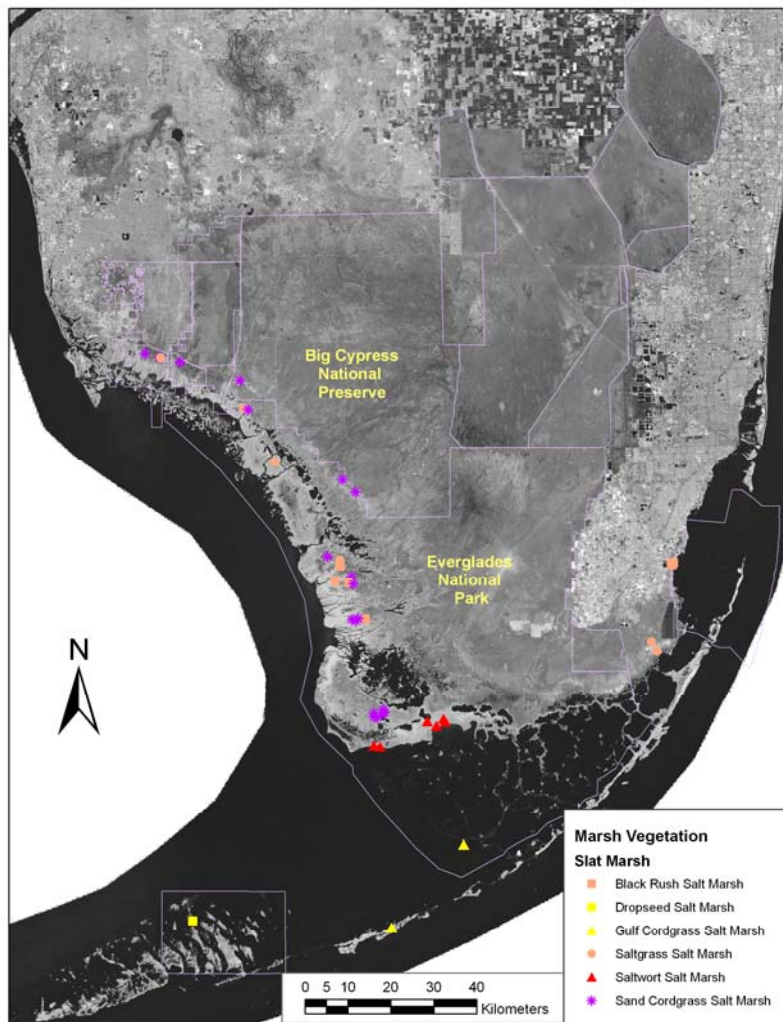 Big Cypress
National
Preserve
Everglades
National
Park
N
Marsh Vegetation
Slat Marsh
Black Rush Salt Marsh
Dropseed Salt Marsh
Gulf Cordgrass Salt Marsh
Saltgrass Salt Marsh
Saltwort Salt Marsh
Sand Cordgrass Salt Marsh
0 5 10 20 30 40
Kilometers